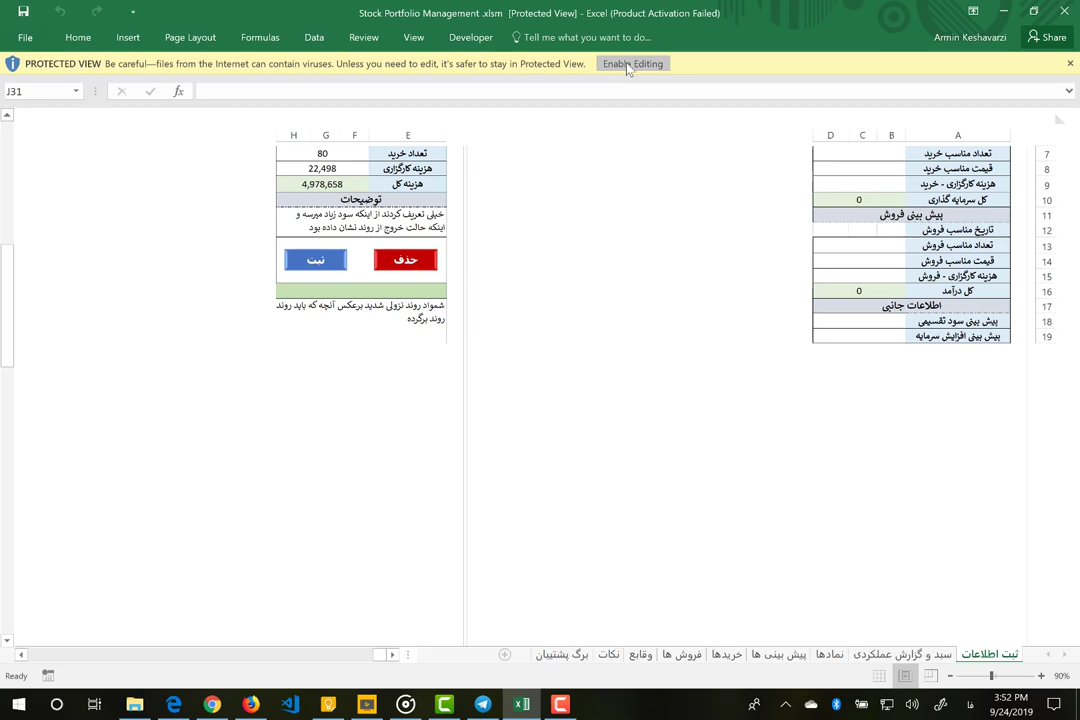 Stock Portfolio Management .xlsm [Protected View] - Excel (Product Activation Failed)
File Home Insert Page Layout Formulas Data Review View Developer Tell me what you want to do... Armin Keshavarzi Share
PROTECTED VIEW Be careful—files from the Internet can contain viruses. Unless you need to edit, it's safer to stay in Protected View. Enable Editing
J31 fx
H G F E D C B A
80 تعداد خرید تعداد مناسب خرید 7
22,498 هزینه کارگزاری قیمت مناسب خرید 8
4,978,658 هزینه کل هزینه کارگزاری - خرید 9
توضیحات 0 کل سرمایه گذاری 10
خیلی تعریف کردند از اینکه سود زیاد میرسه و پیش بینی فروش 11
اینکه حالت خروج از روند نشان داده بود تاریخ مناسب فروش 12
تعداد مناسب فروش 13
ثبت حذف قیمت مناسب فروش 14
هزینه کارگزاری - فروش 15
0 کل درآمد 16
شمواد روند نزولی شدید برعکس آنچه که باید روند اطلاعات جانبی 17
روند برگرده پیش بینی سود تقسیمی 18
پیش بینی افزایش سرمایه 19
ثبت اطلاعات سبد و گزارش عملکردی نمادها پیش بینی ها خریدها فروش ها وقایع نکات برگ پشتیبان
Ready 90%
3:52 PM
فا
9/24/2019